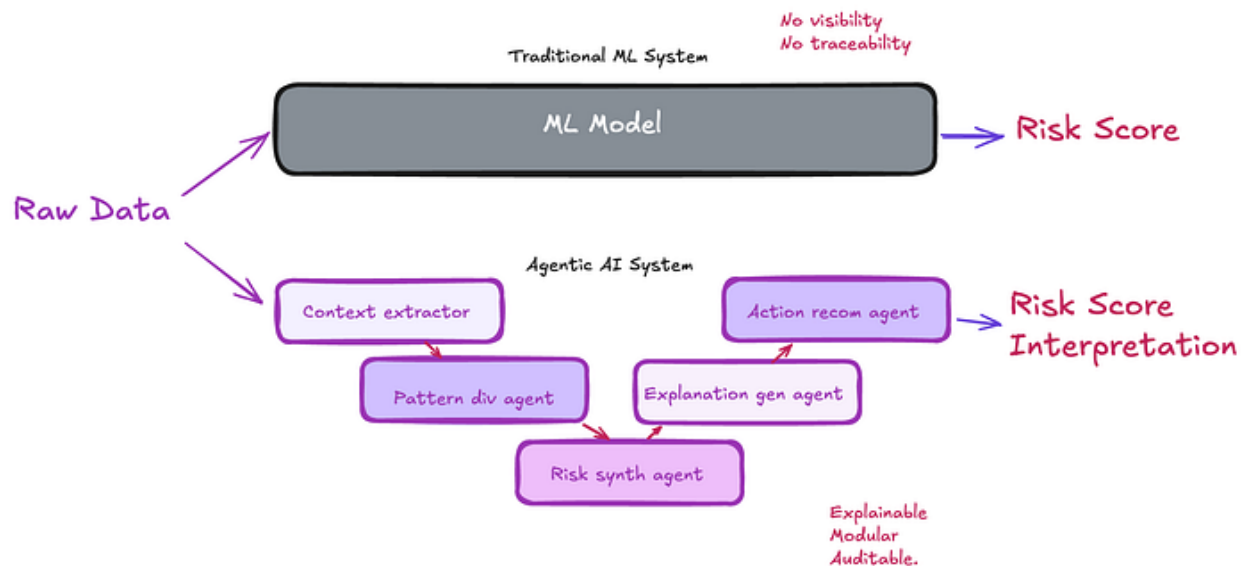 No visibility
No traceability
Traditional ML System
ML Model
Risk Score
Raw Data
Agentic AI System
Context extractor
Action recom agent
Risk Score
Interpretation
Pattern div agent
Explanation gen agent
Risk synth agent
Explainable
Modular
Auditable.